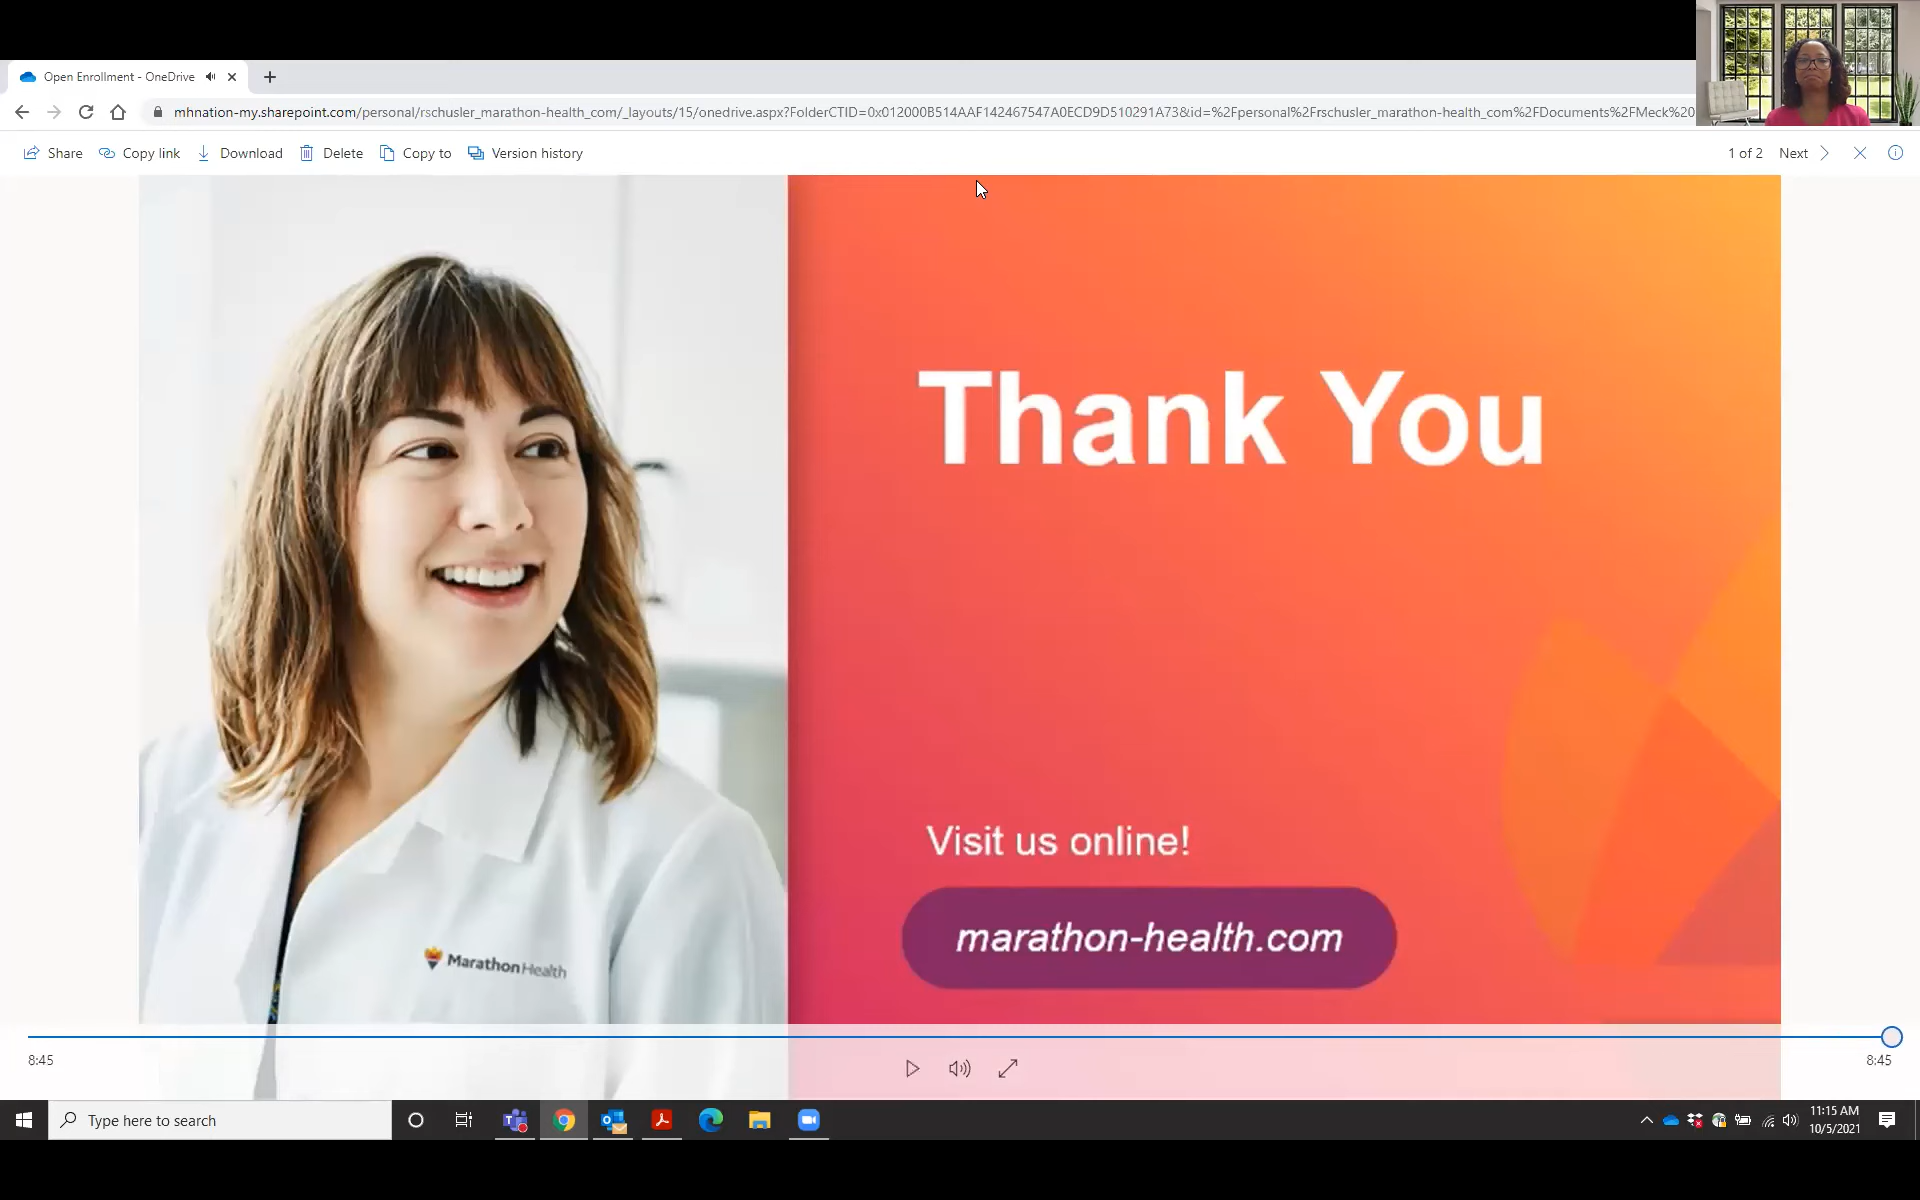 Open Enrollment - OneDrive
mhnation-my.sharepoint.com/personal/rschusler_marathon-health_com/_layouts/15/onedrive.aspx?FolderCTID=0x012000B514AAF142467547A0ECD9D510291A73&id=%2Fpersonal%2Frschusler_marathon-health_com%2FDocuments%2FMeck%20
Share Copy link Download Delete Copy to Version history 1 of 2 Next
Thank You
Visit us online!
marathon-health.com
Marathon Health
8:45 8:45
Type here to search
11:15 AM
10/5/2021